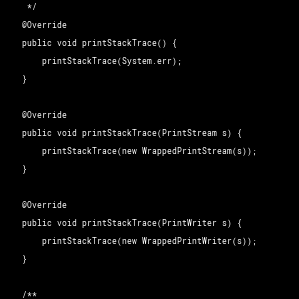 */
@Override
public void printStackTrace() {
printStackTrace(System.err);
}
@Override
public void printStackTrace(PrintStream s) {
printStackTrace(new WrappedPrintStream(s));
}
@Override
public void printStackTrace(PrintWriter s) {
printStackTrace(new WrappedPrintWriter(s));
}
/**